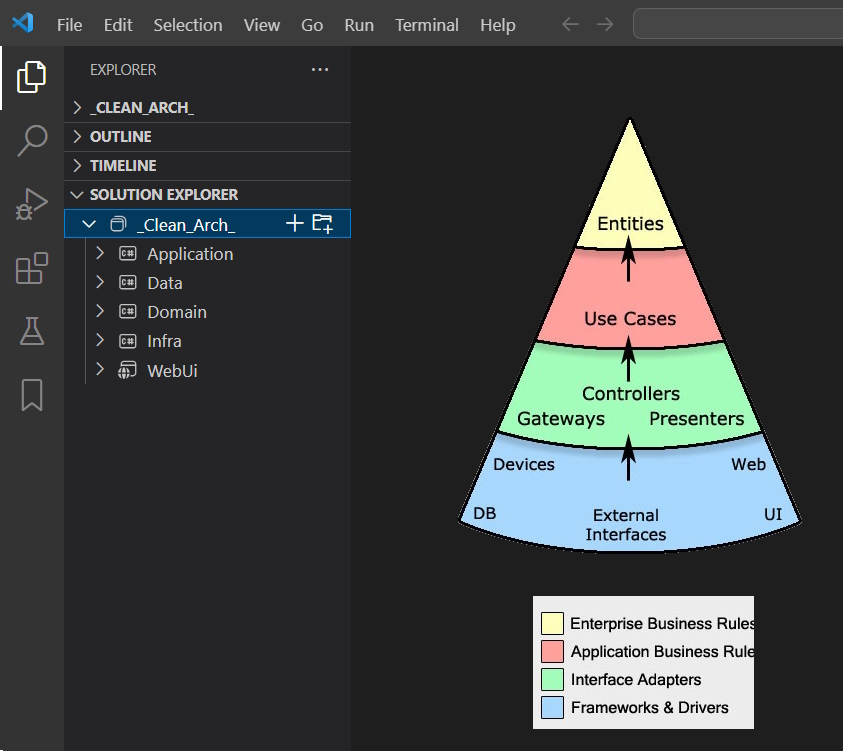 File Edit Selection View Go Run Terminal Help
EXPLORER
_CLEAN_ARCH_
OUTLINE
TIMELINE
SOLUTION EXPLORER
_Clean_Arch_
Application
Data
Domain
Infra
WebUi
Entities
Use Cases
Controllers
Gateways Presenters
Devices Web
DB External UI
Interfaces
Enterprise Business Rules
Application Business Rule
Interface Adapters
Frameworks & Drivers